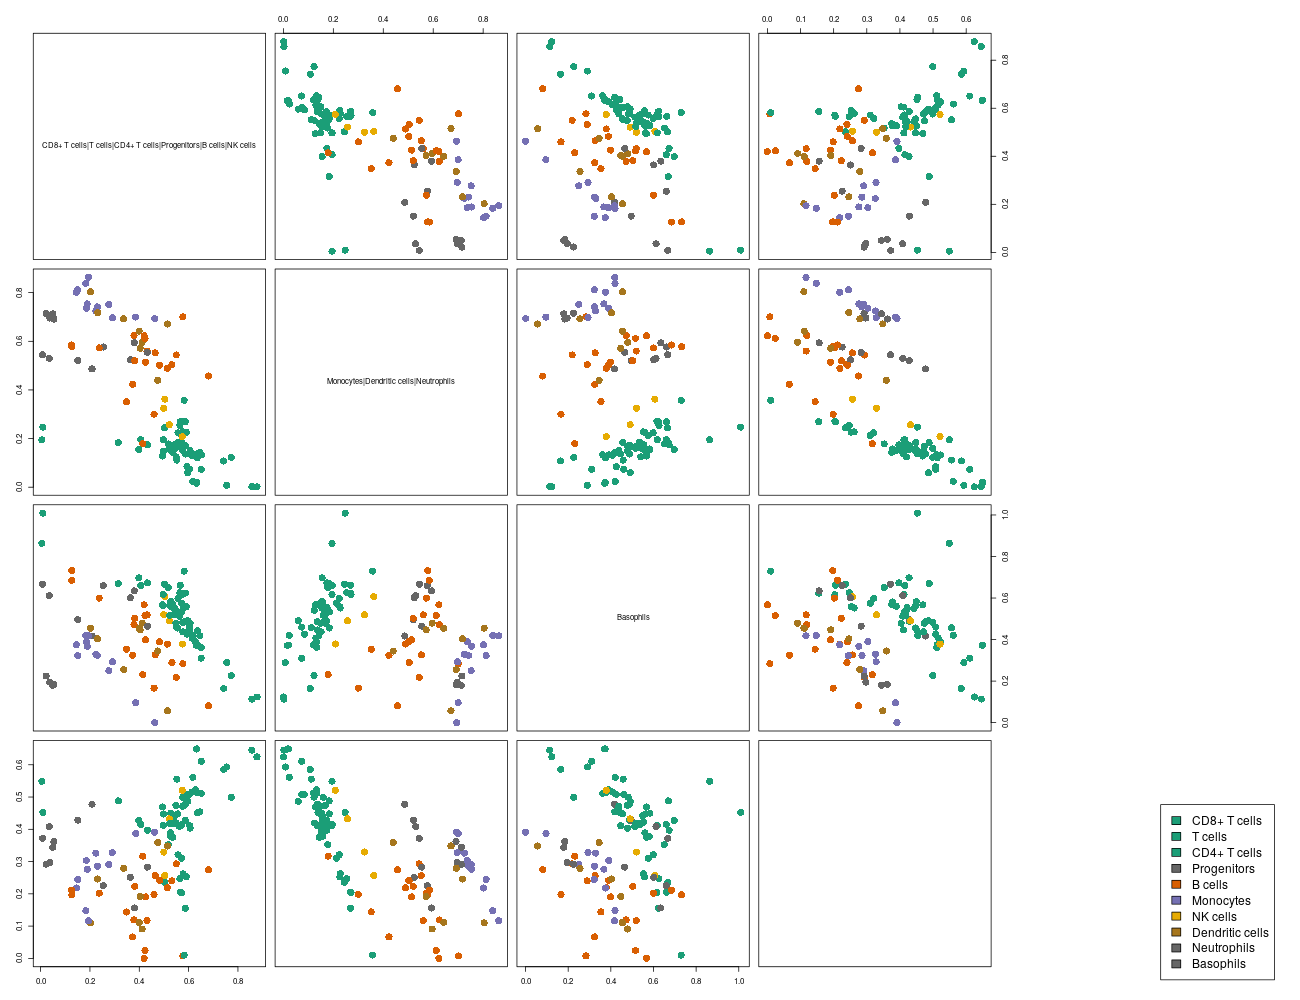 0.0 0.2 0.4 0.6 0.8
0.0 0.1 0.2 0.3 0.4 0.5 0.6
CD8+ T cells|T cells|CD4+ T cells|Progenitors|B cells|NK cells
0.0 0.2 0.4 0.6 0.8
0.0 0.2 0.4 0.6 0.8
Monocytes|Dendritic cells|Neutrophils
Basophils
0.0 0.2 0.4 0.6 0.8 1.0
0.0 0.1 0.2 0.3 0.4 0.5 0.6
0.0 0.2 0.4 0.6 0.8
0.0 0.2 0.4 0.6 0.8 1.0
CD8+ T cells
T cells
CD4+ T cells
Progenitors
B cells
Monocytes
NK cells
Dendritic cells
Neutrophils
Basophils